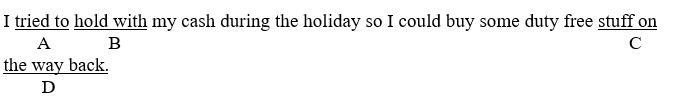 I tried to hold with my cash during the holiday so I could buy some duty free stuff on
A B C
the way back.
D